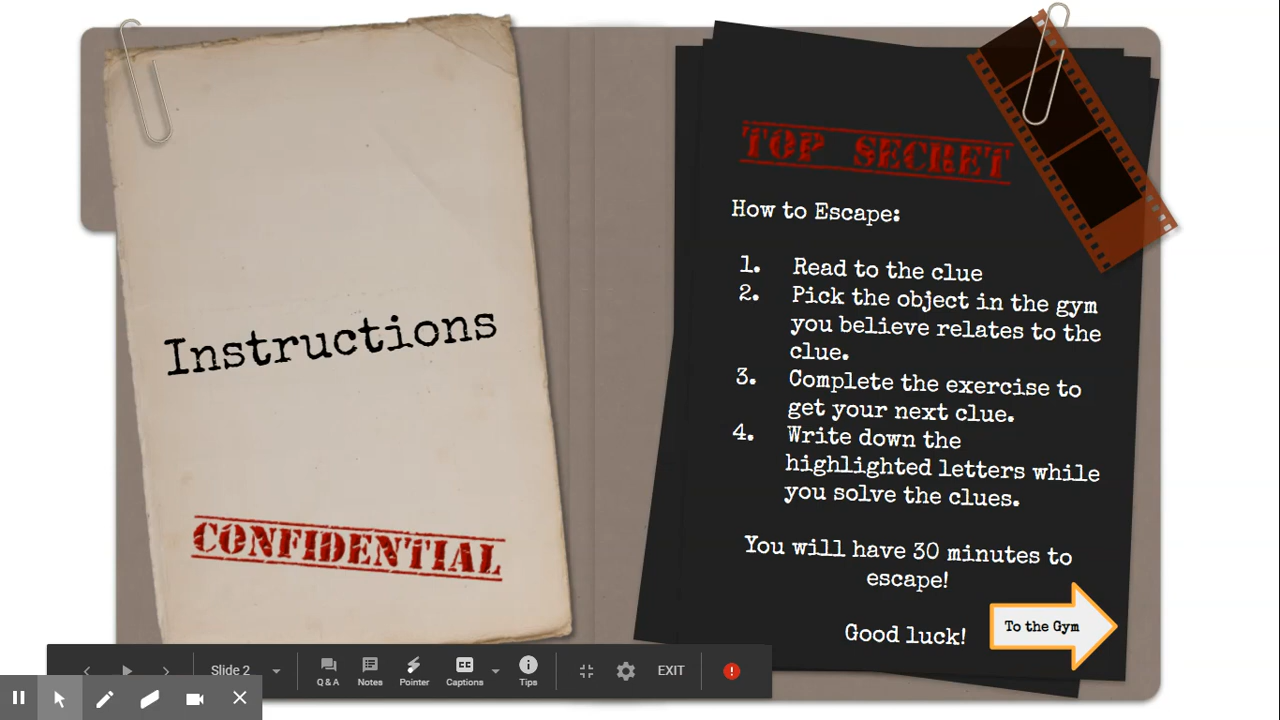 Instructions
CONFIDENTIAL
TOP SECRET
How to Escape:
1. Read to the clue
2. Pick the object in the gym
you believe relates to the
clue.
3. Complete the exercise to
get your next clue.
4. Write down the
highlighted letters while
you solve the clues.
You will have 30 minutes to
escape!
Good luck!
To the Gym
Slide 2
Q & A
Notes
Pointer
CC
Captions
Tips
EXIT